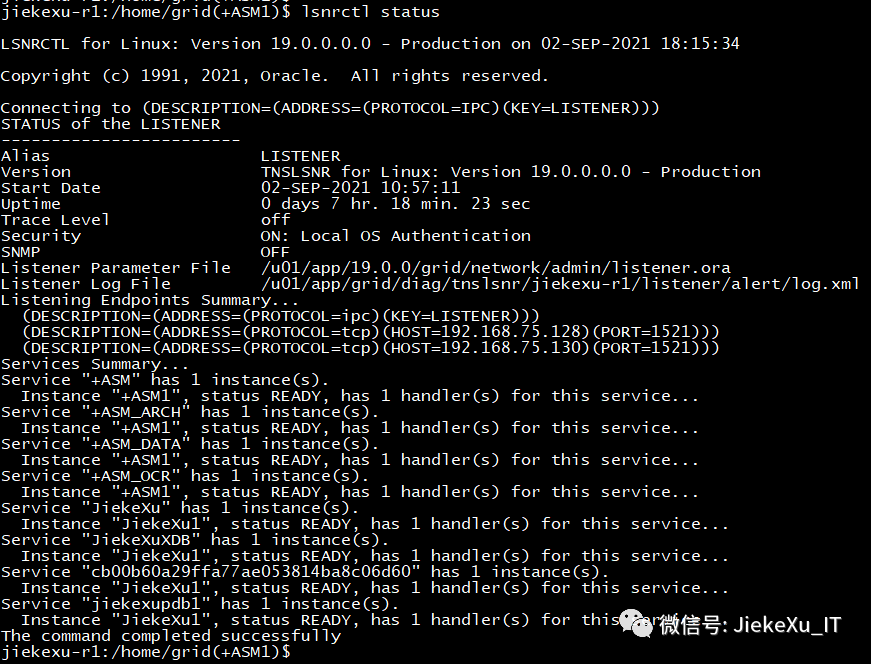 jiekexu-r1:/home/grid(+ASM1)$ lsnrctl status
LSNRCTL for Linux: Version 19.0.0.0.0 - Production on 02-SEP-2021 18:15:34
Copyright (c) 1991, 2021, Oracle.  All rights reserved.
Connecting to (DESCRIPTION=(ADDRESS=(PROTOCOL=IPC)(KEY=LISTENER)))
STATUS of the LISTENER
------------------------
Alias                     LISTENER
Version                   TNSLSNR for Linux: Version 19.0.0.0.0 - Production
Start Date                02-SEP-2021 10:57:11
Uptime                    0 days 7 hr. 18 min. 23 sec
Trace Level               off
Security                  ON: Local OS Authentication
SNMP                      OFF
Listener Parameter File   /u01/app/19.0.0/grid/network/admin/listener.ora
Listener Log File         /u01/app/grid/diag/tnslsnr/jiekexu-r1/listener/alert/log.xml
Listening Endpoints Summary...
  (DESCRIPTION=(ADDRESS=(PROTOCOL=ipc)(KEY=LISTENER)))
  (DESCRIPTION=(ADDRESS=(PROTOCOL=tcp)(HOST=192.168.75.128)(PORT=1521)))
  (DESCRIPTION=(ADDRESS=(PROTOCOL=tcp)(HOST=192.168.75.130)(PORT=1521)))
Services Summary...
Service "+ASM" has 1 instance(s).
  Instance "+ASM1", status READY, has 1 handler(s) for this service...
Service "+ASM_ARCH" has 1 instance(s).
  Instance "+ASM1", status READY, has 1 handler(s) for this service...
Service "+ASM_DATA" has 1 instance(s).
  Instance "+ASM1", status READY, has 1 handler(s) for this service...
Service "+ASM_OCR" has 1 instance(s).
  Instance "+ASM1", status READY, has 1 handler(s) for this service...
Service "JiekeXu" has 1 instance(s).
  Instance "JiekeXu1", status READY, has 1 handler(s) for this service...
Service "JiekeXuXDB" has 1 instance(s).
  Instance "JiekeXu1", status READY, has 1 handler(s) for this service...
Service "cb00b60a29ffa77ae053814ba8c06d60" has 1 instance(s).
  Instance "JiekeXu1", status READY, has 1 handler(s) for this service...
Service "jiekexupdb1" has 1 instance(s).
  Instance "JiekeXu1", status READY, has 1 handler(s) for this
微信号: JiekeXu_IT
The command completed successfully
jiekexu-r1:/home/grid(+ASM1)$